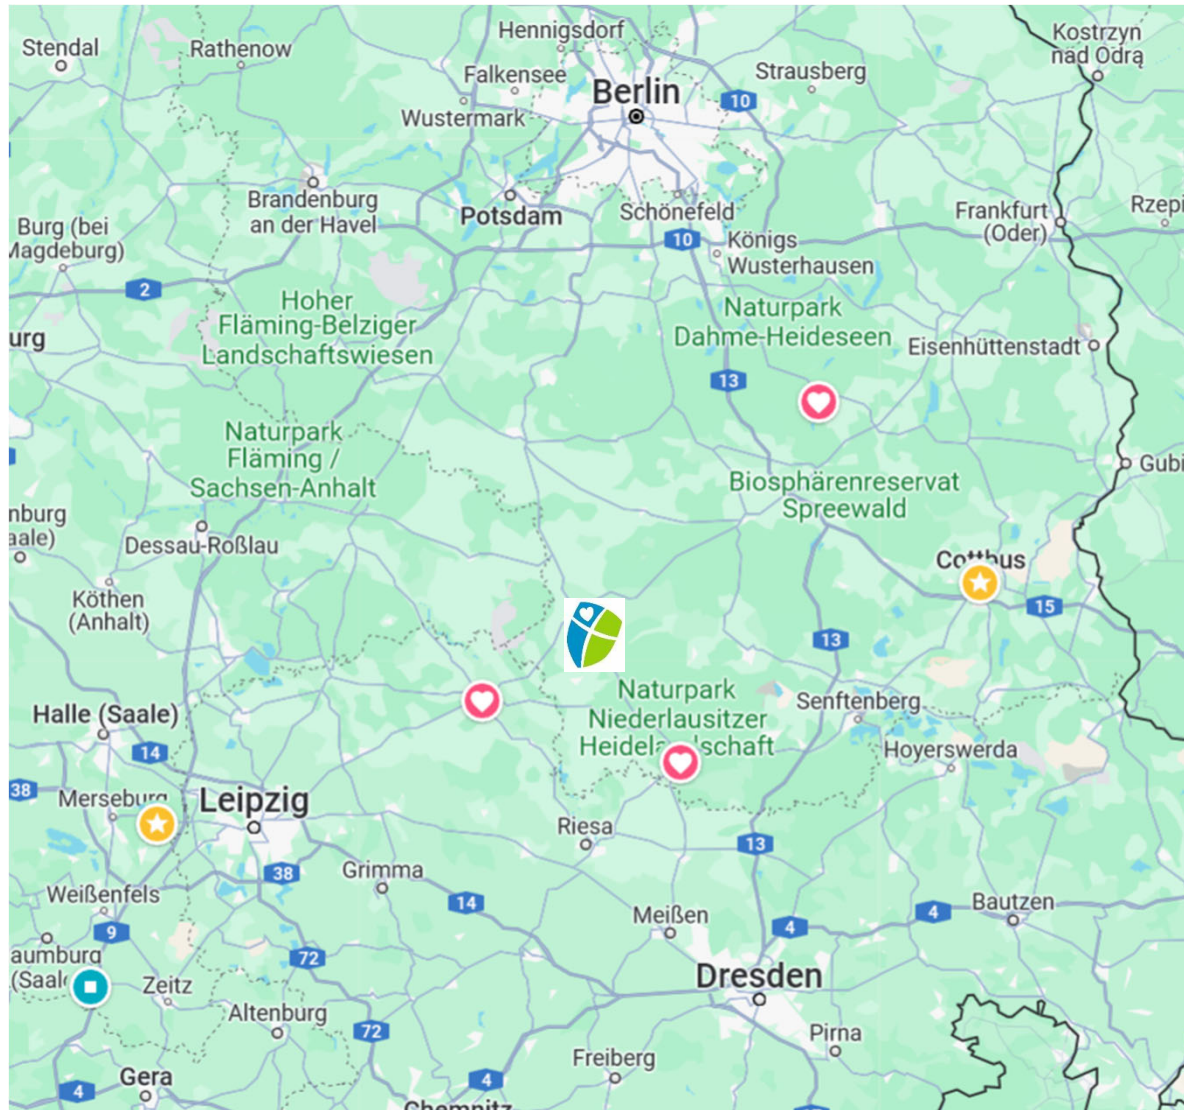 Hennigsdorf
Kostrzyn
nad Odrą
Stendal
Rathenow
Falkensee
Strausberg
Berlin
10
Wustermark
Brandenburg
an der Havel
Potsdam
Schönefeld
Frankfurt
(Oder)
Rzepi
Burg (bei
Magdeburg)
10
Königs
Wusterhausen
2
Hoher
Fläming-Belziger
Landschaftswiesen
Naturpark
Dahme-Heideseen
urg
Eisenhüttenstadt
13
Naturpark
Fläming /
Sachsen-Anhalt
Gubi
Biosphärenreservat
Spreewald
nburg
aale)
Dessau-Roßlau
Cottbus
Köthen
(Anhalt)
15
13
Naturpark
Niederlausitzer
Heidelandschaft
Senftenberg
Halle (Saale)
14
Hoyerswerda
38
Merseburg
Leipzig
Riesa
13
Grimma
38
Weißenfels
14
Meißen
4
4
Bautzen
9
aumburg
(Saale
72
Zeitz
Dresden
Altenburg
72
Pirna
Freiberg
Gera
4
4
Chemnitz